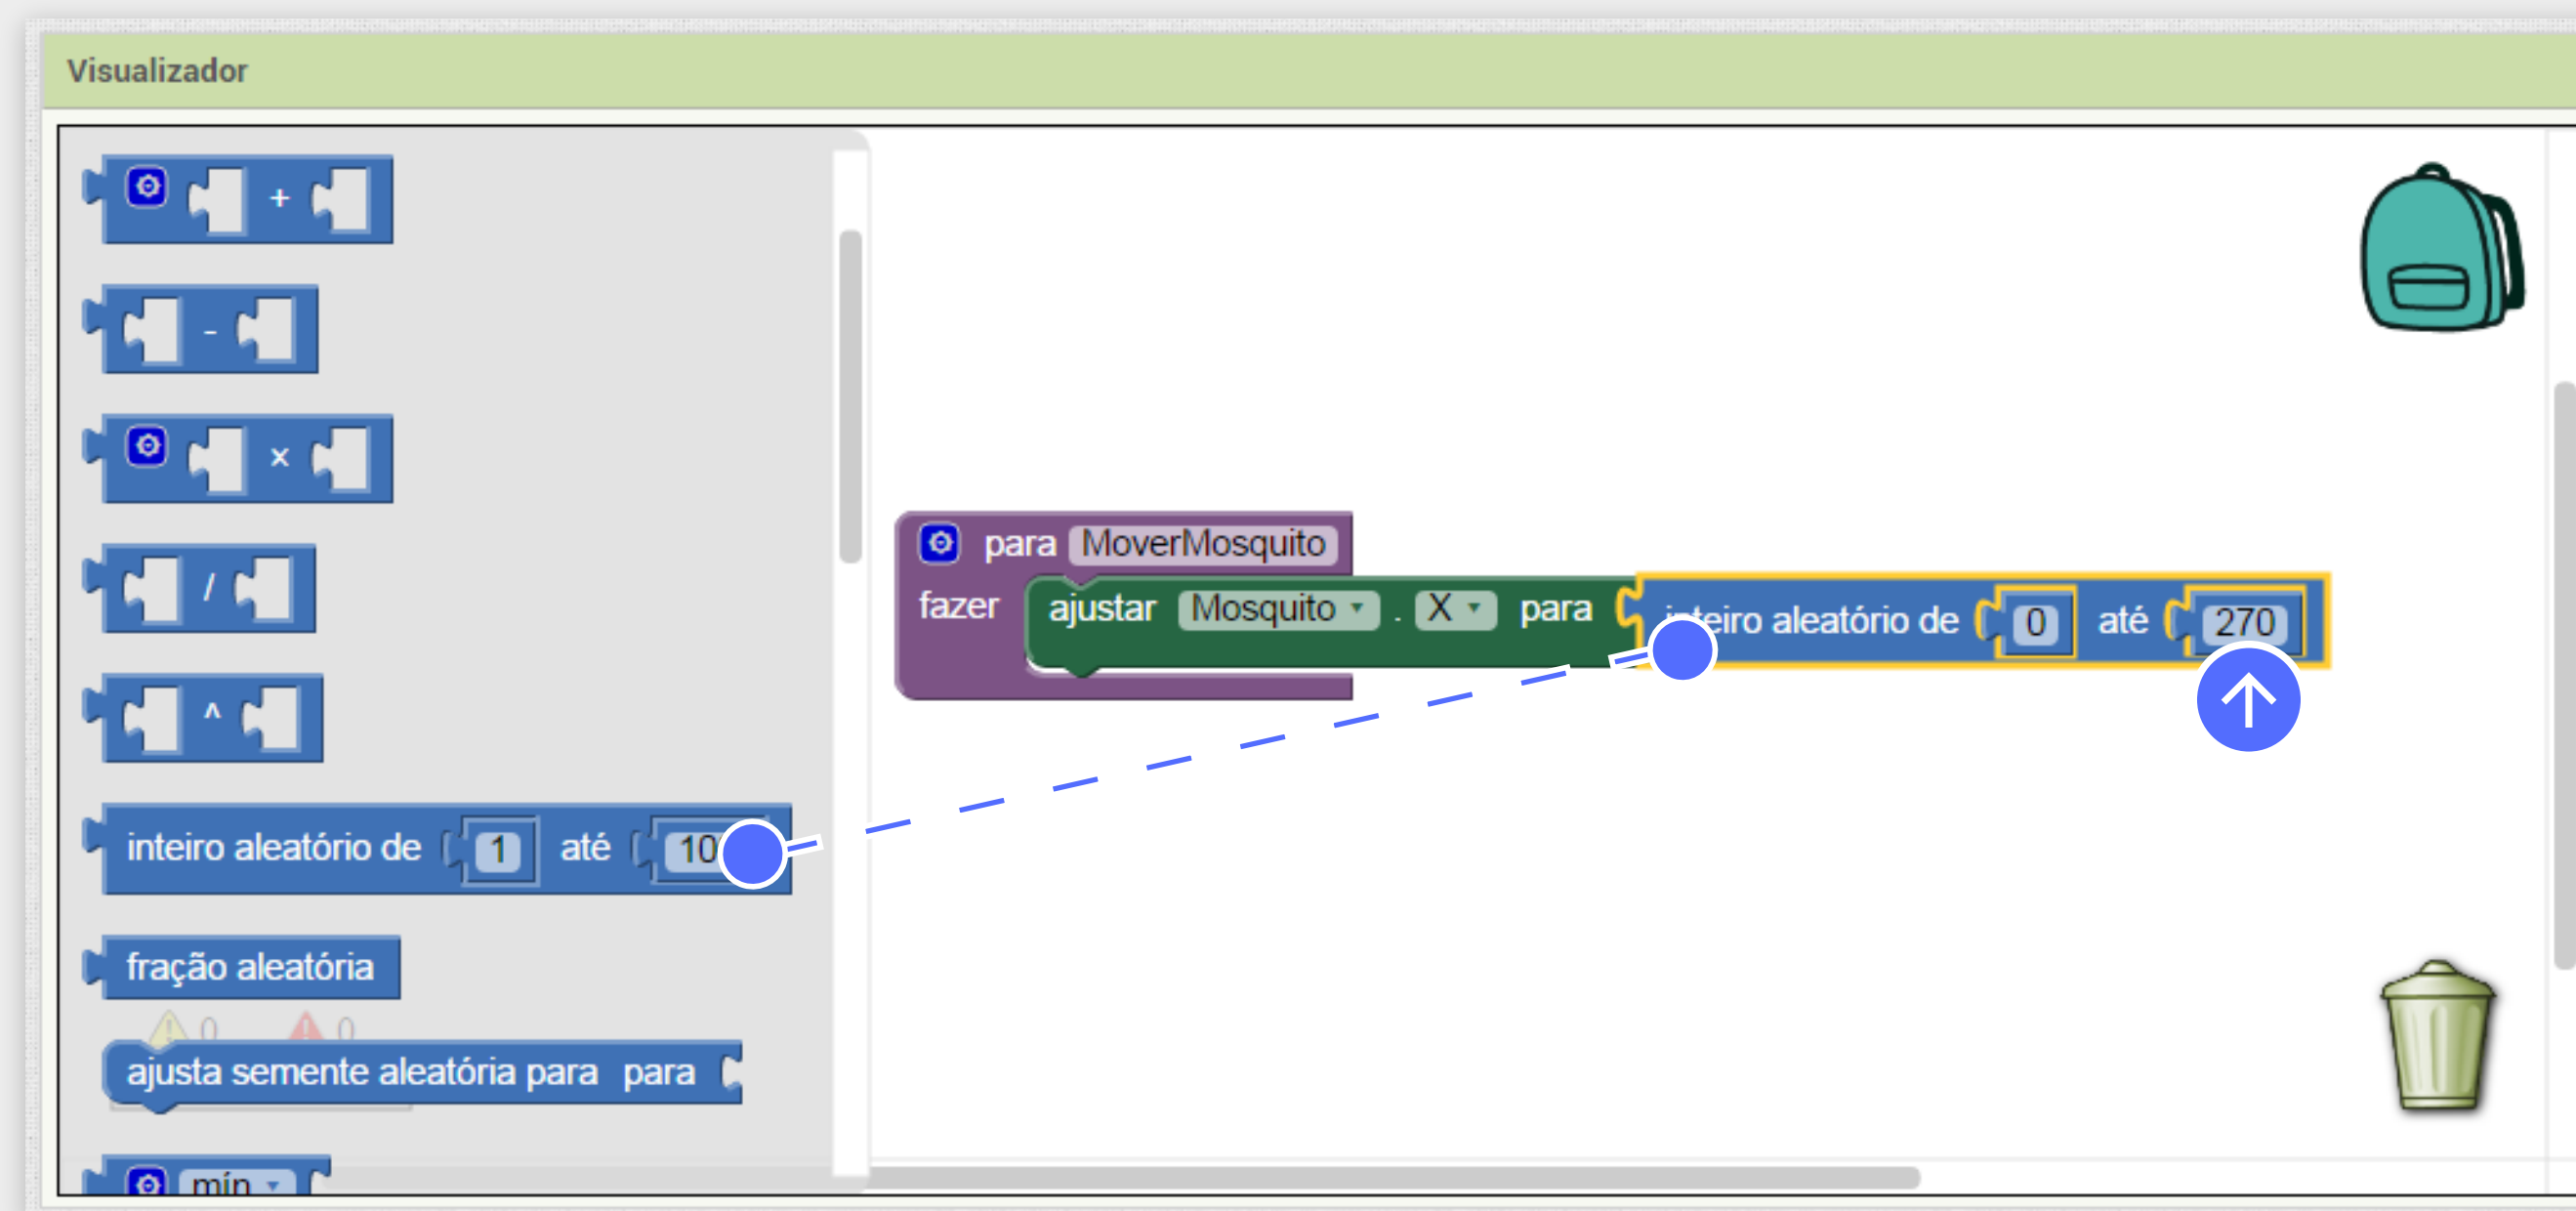 Visualizador
+
-
×
/
^
inteiro aleatório de 1 até 10
fração aleatória
0 0
ajusta semente aleatória para para
mín
para MoverMosquito
fazer ajustar Mosquito . X para inteiro aleatório de 0 até 270